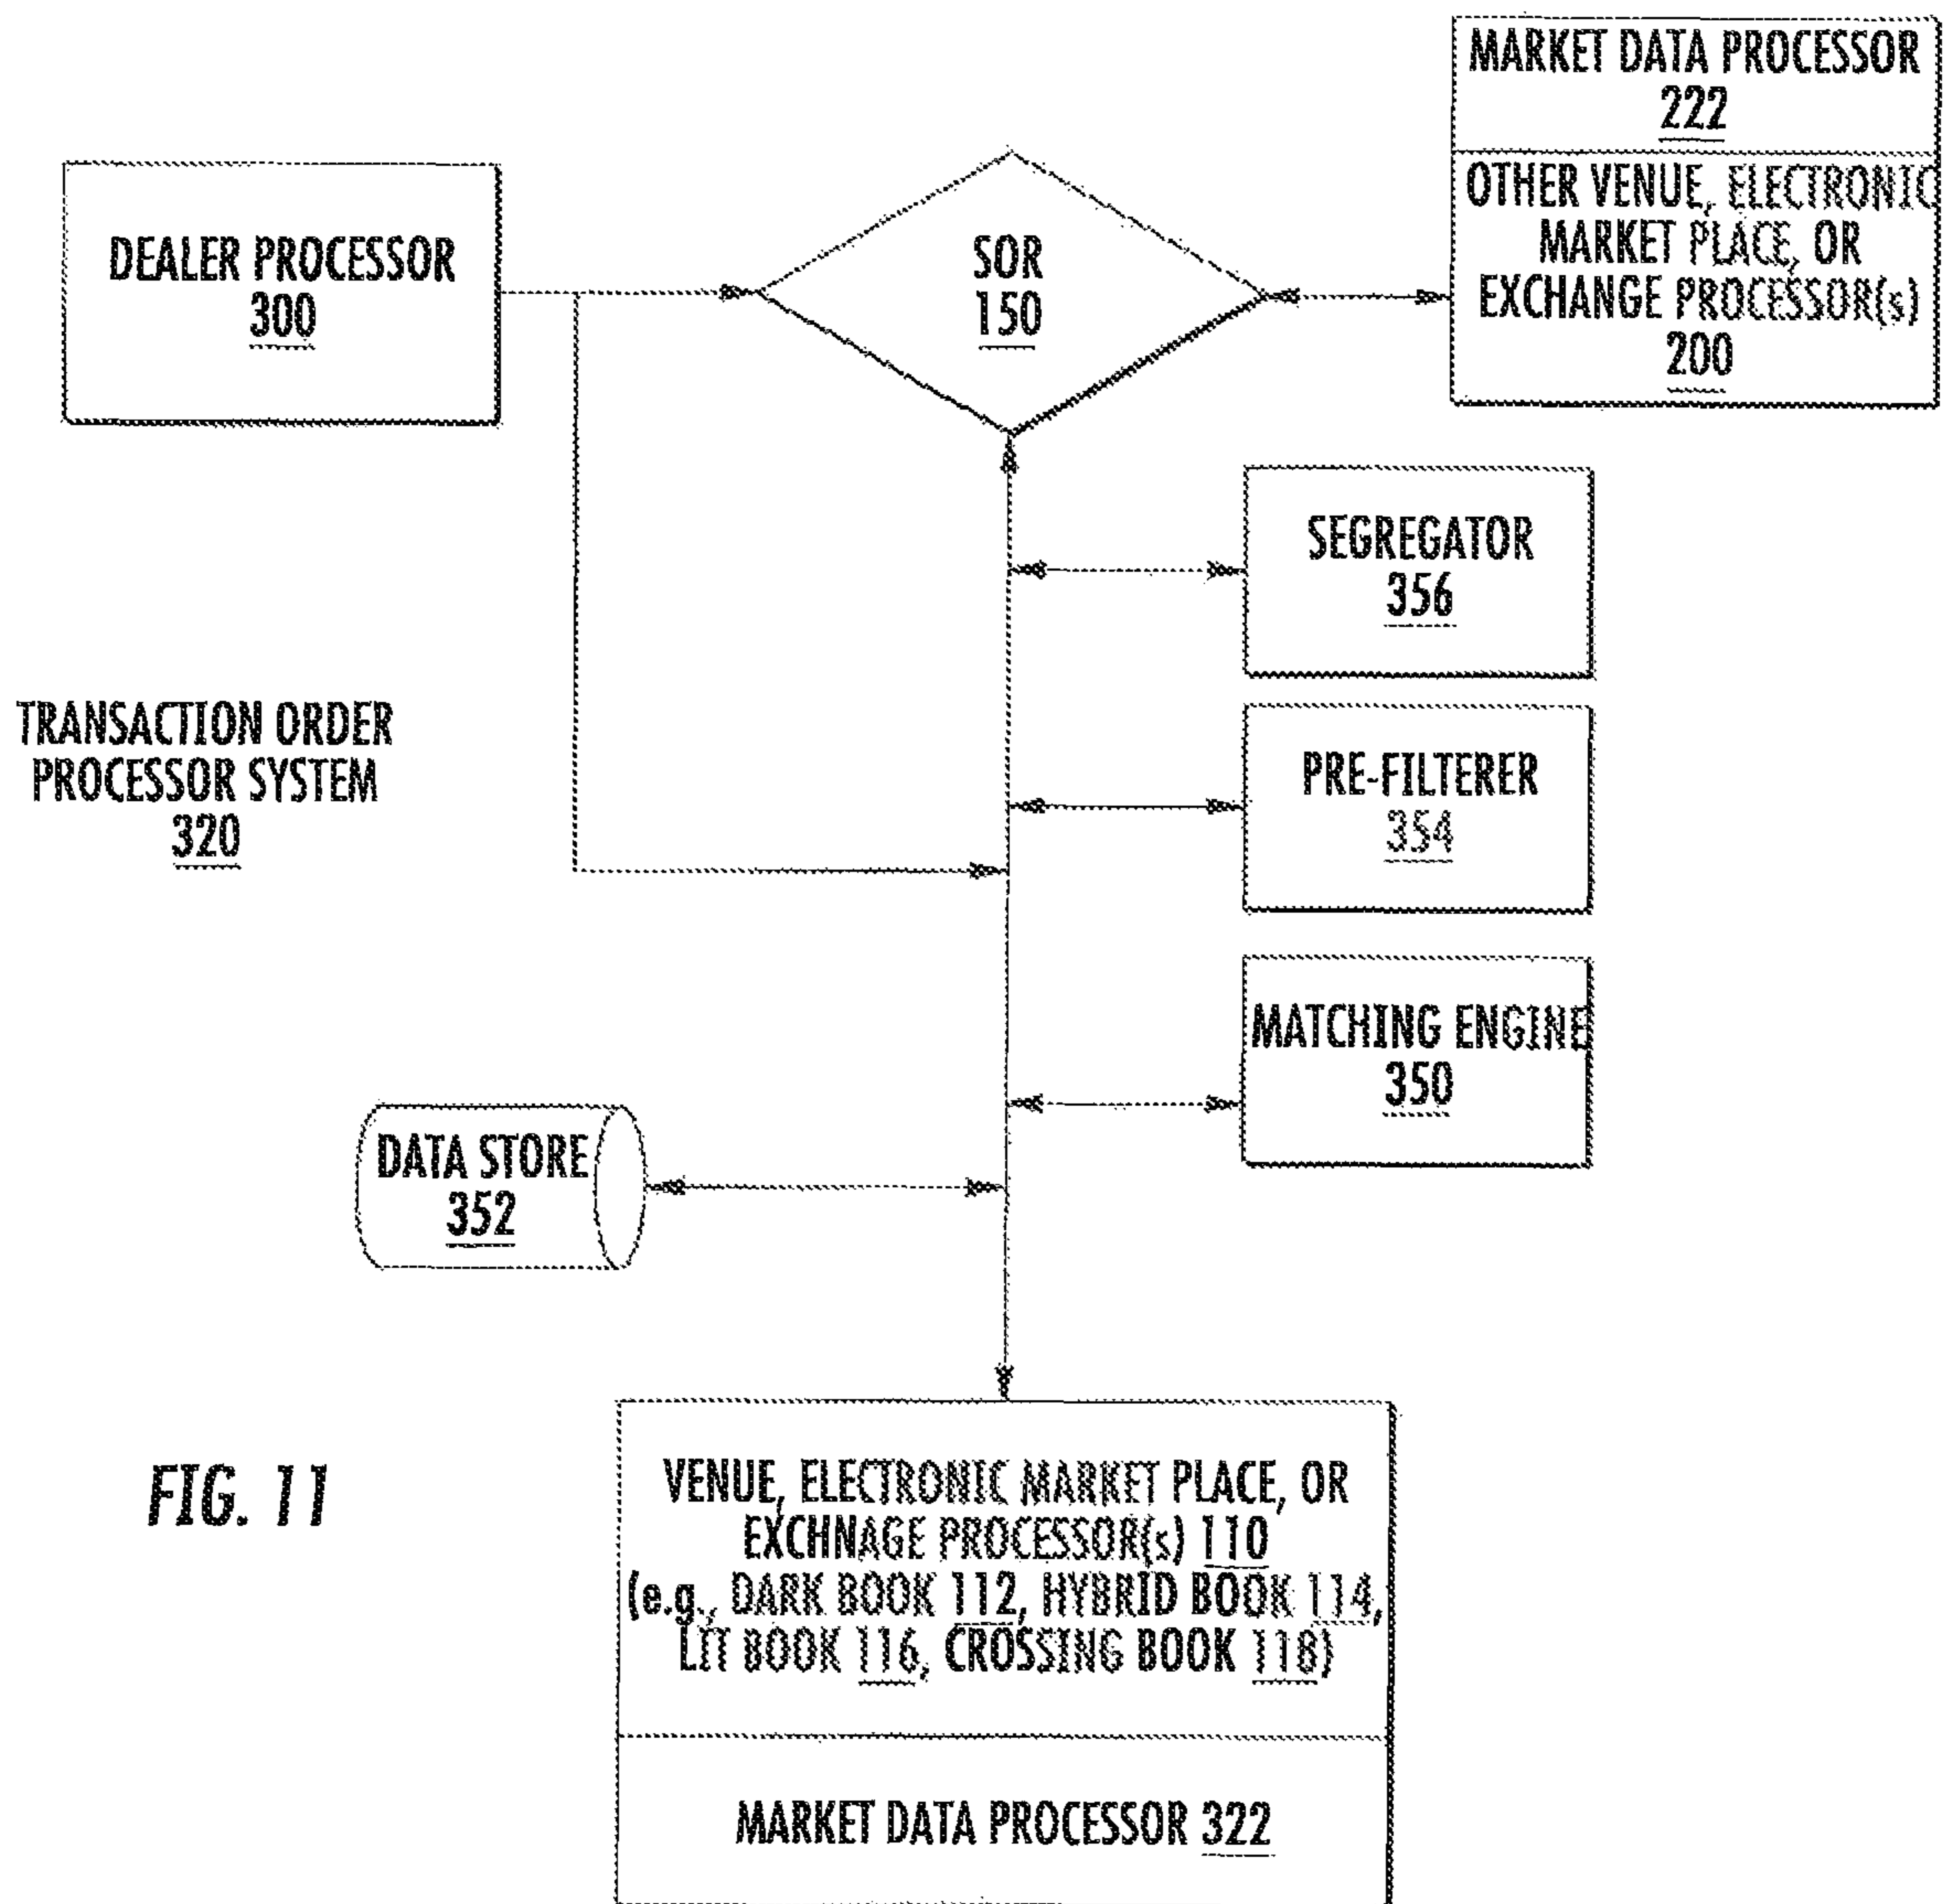 MARKET DATA PROCESSOR
222
OTHER VENUE, ELECTRONIC
MARKET PLACE, OR
EXCHANGE PROCESSOR(s)
200
DEALER PROCESSOR
300
SOR
150
SEGREGATOR
356
TRANSACTION ORDER
PROCESSOR SYSTEM
320
PRE-FILTERER
354
MATCHING ENGINE
350
DATA STORE
352
FIG. 11
VENUE, ELECTRONIC MARKET PLACE, OR
EXCHNAGE PROCESSOR(s) 110
(e.g., DARK BOOK 112, HYBRID BOOK 114,
LIT BOOK 116, CROSSING BOOK 118)
MARKET DATA PROCESSOR 322